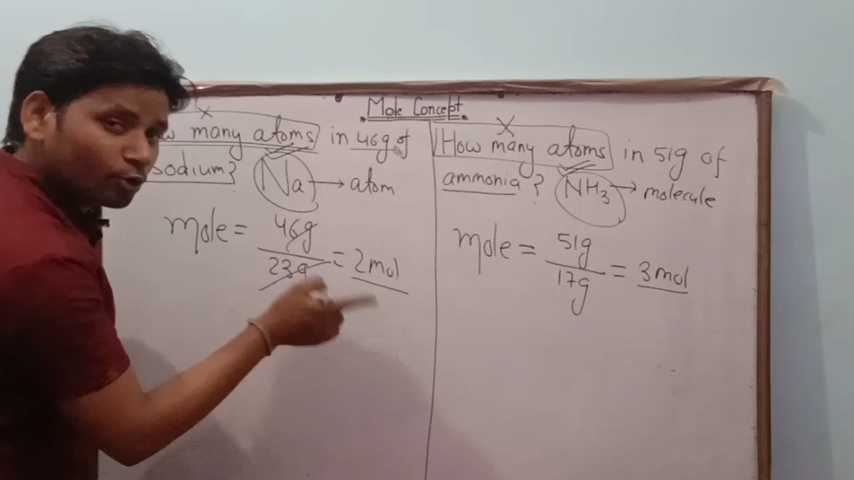 Mole Concept
how many atoms in 46g of
sodium? Na → atom
mole = 46g / 23g = 2mol
How many atoms in 51g of
ammonia? NH3 → molecule
mole = 51g / 17g = 3mol